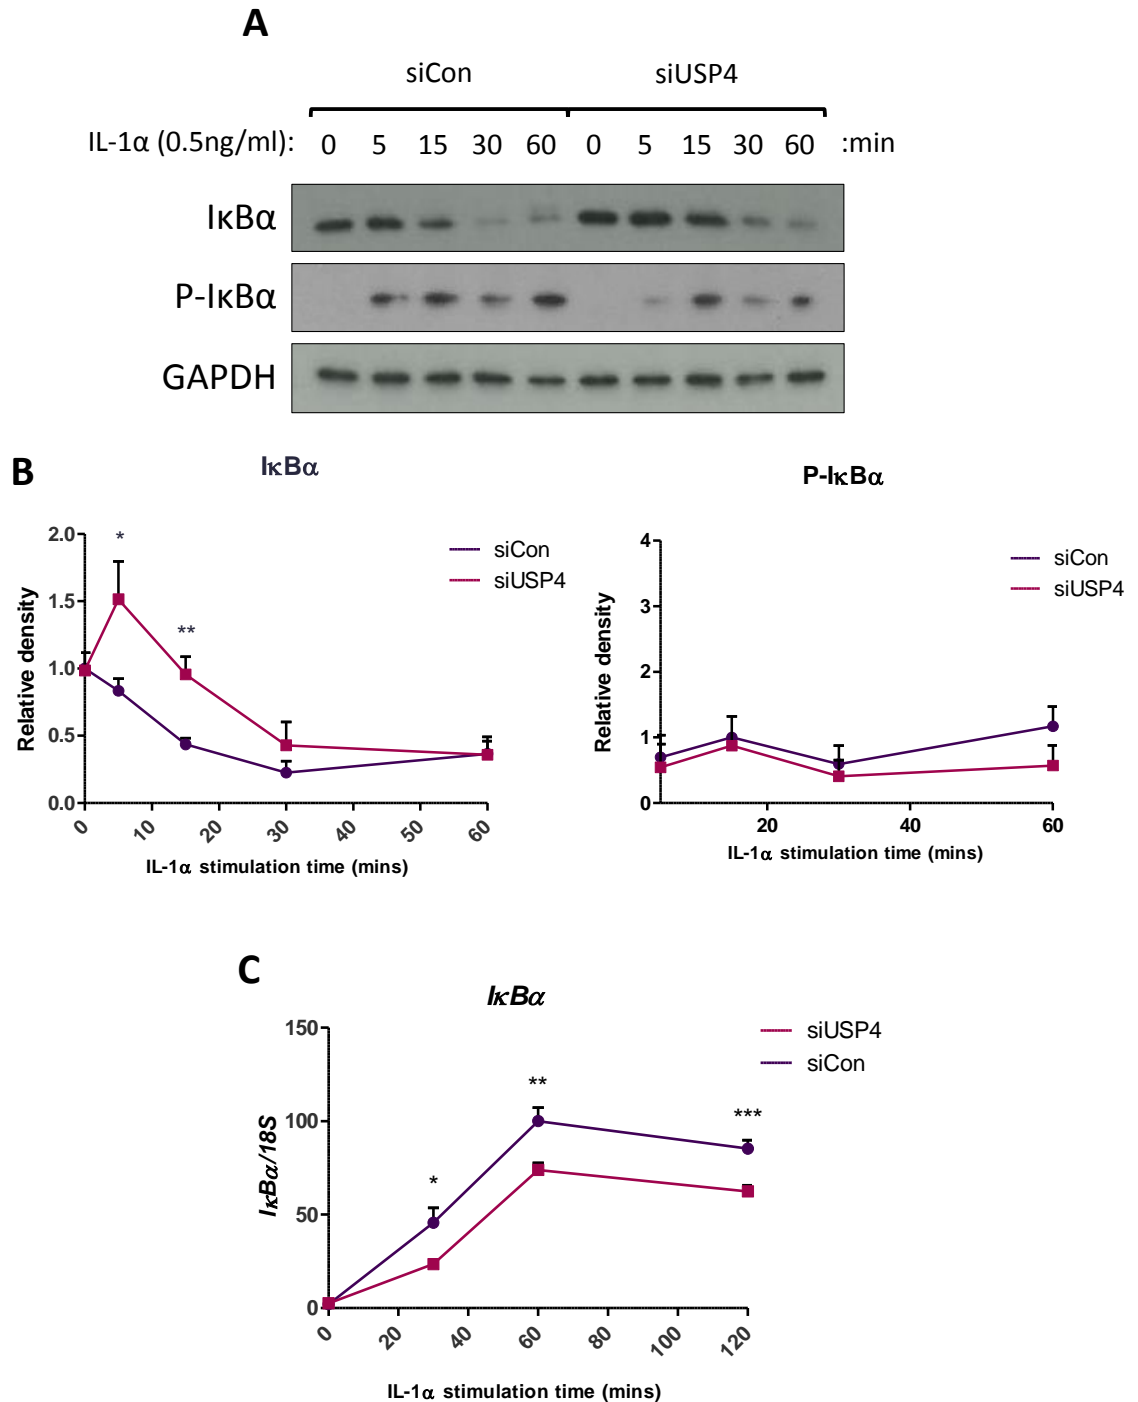 A
siCon siUSP4
IL-1α (0.5ng/ml): 0 5 15 30 60 0 5 15 30 60 :min
IκBα
P-IκBα
GAPDH
B
IκBα
2.0
1.5
1.0
0.5
0.0
Relative density
* 
**
siCon
siUSP4
0 10 20 30 40 50 60
IL-1α stimulation time (mins)
P-IκBα
4
3
2
1
0
Relative density
siCon
siUSP4
20 40 60
IL-1α stimulation time (mins)
C
IκBα
150
100
50
0
IκBα/18S
*
**
***
siUSP4
siCon
0 20 40 60 80 100 120
IL-1α stimulation time (mins)